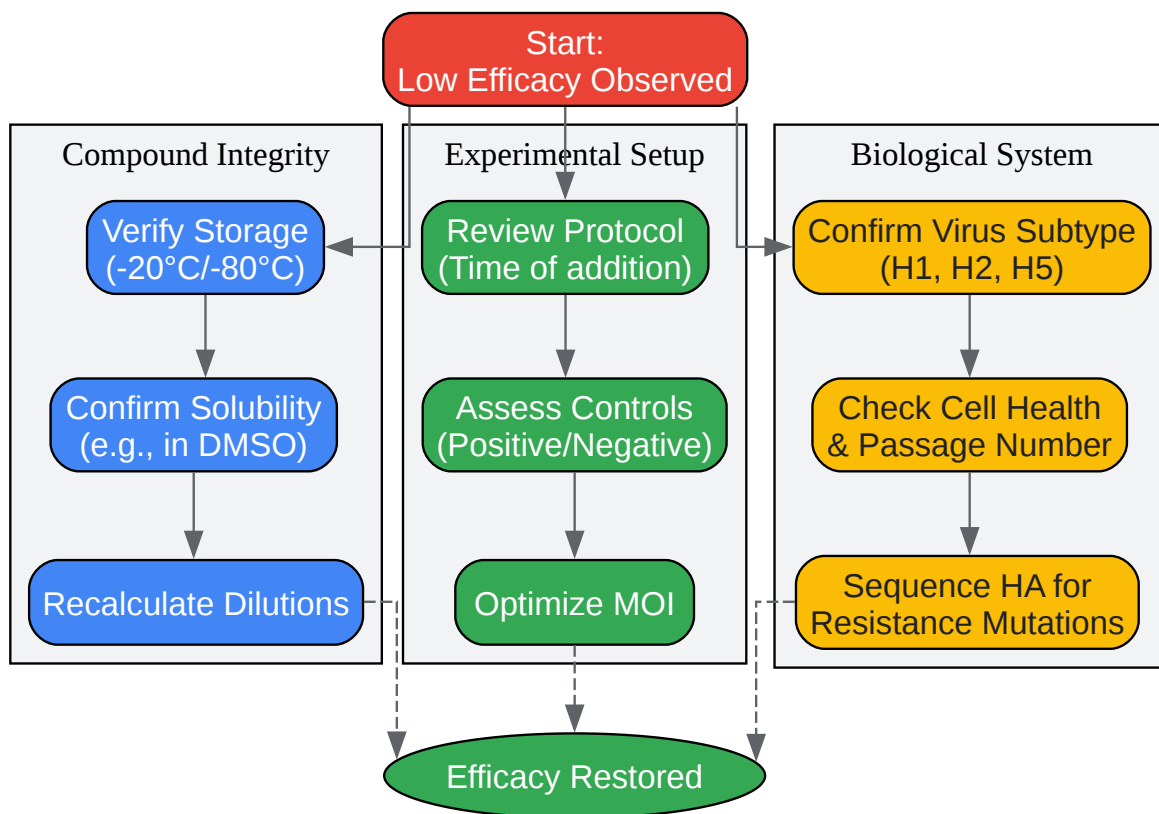 Start:
Low Efficacy Observed
Compound Integrity
Verify Storage
(-20°C/-80°C)
Confirm Solubility
(e.g., in DMSO)
Recalculate Dilutions
Experimental Setup
Review Protocol
(Time of addition)
Assess Controls
(Positive/Negative)
Optimize MOI
Biological System
Confirm Virus Subtype
(H1, H2, H5)
Check Cell Health
& Passage Number
Sequence HA for
Resistance Mutations
Efficacy Restored